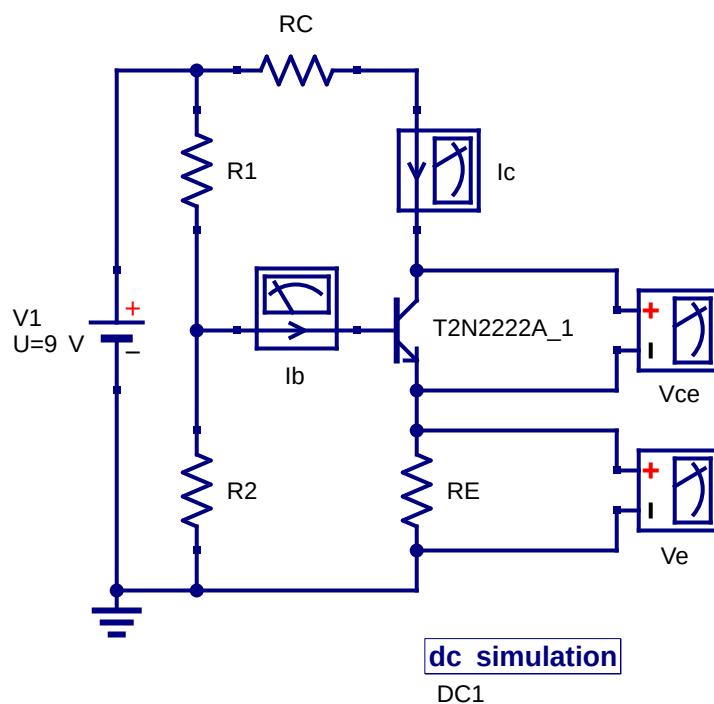 RC
R1
Ic
V1
U=9 V
+
−
T2N2222A_1
Ib
Vce
R2
RE
Ve
dc simulation
DC1